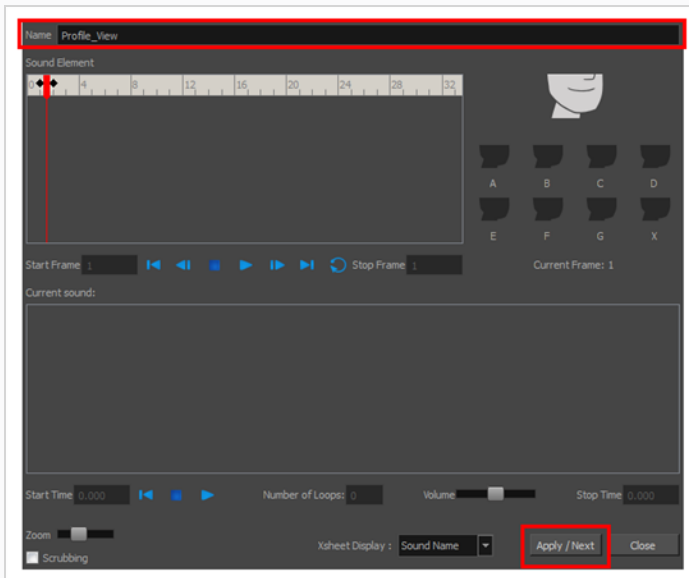 Name Profile_View
Sound Element
0 4 8 12 16 20 24 28 32
A B C D
E F G X
Start Frame 1 Stop Frame 1 Current Frame: 1
Current sound:
Start Time 0.000 Number of Loops: 0 Volume Stop Time 0.000
Zoom
Scrubbing Xsheet Display : Sound Name Apply / Next Close